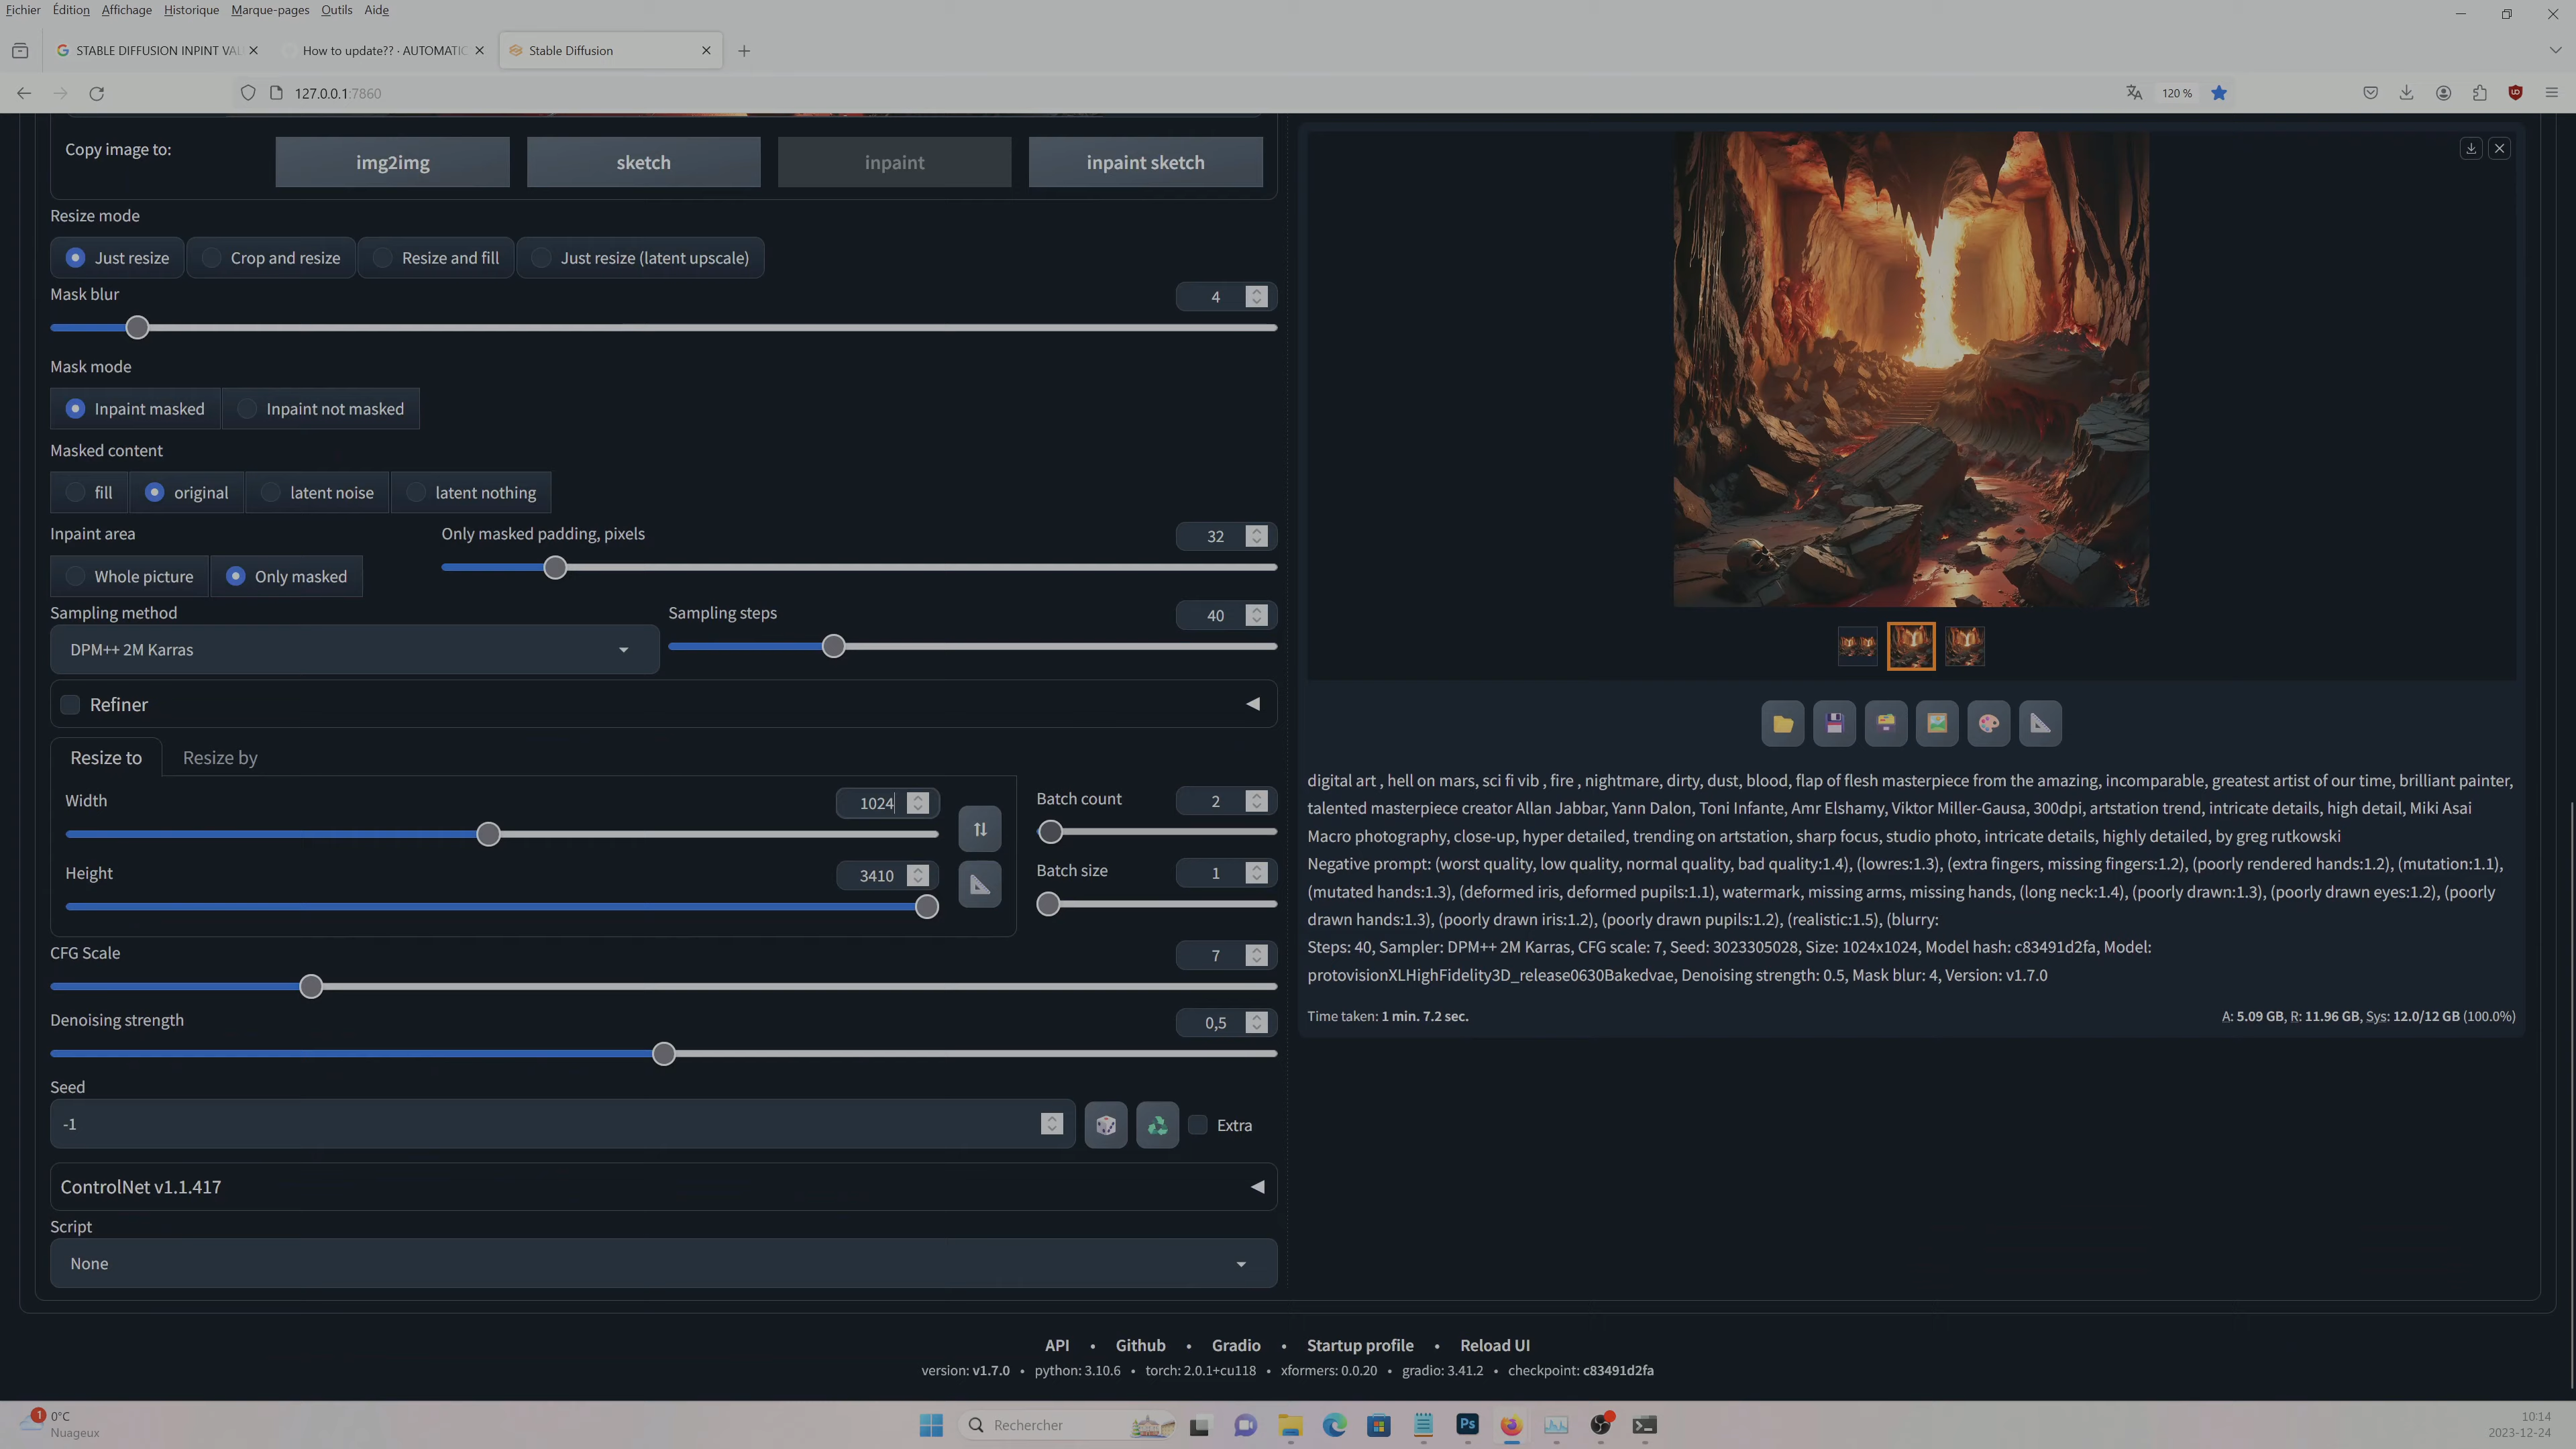 Fichier Édition Affichage Historique Marque-pages Outils Aide
STABLE DIFFUSION INPINT VAL
How to update?? · AUTOMATIC
Stable Diffusion
127.0.0.1:7860
120 %
Copy image to:
img2img
sketch
inpaint
inpaint sketch
Resize mode
Just resize
Crop and resize
Resize and fill
Just resize (latent upscale)
Mask blur
4
Mask mode
Inpaint masked
Inpaint not masked
Masked content
fill
original
latent noise
latent nothing
Inpaint area
Only masked padding, pixels
32
Whole picture
Only masked
Sampling method
Sampling steps
40
DPM++ 2M Karras
Refiner
Resize to
Resize by
Width
1024
Height
3410
Batch count
2
Batch size
1
CFG Scale
7
Denoising strength
0,5
Seed
-1
Extra
ControlNet v1.1.417
Script
None
digital art , hell on mars, sci fi vib , fire , nightmare, dirty, dust, blood, flap of flesh masterpiece from the amazing, incomparable, greatest artist of our time, brilliant painter,
talented masterpiece creator Allan Jabbar, Yann Dalon, Toni Infante, Amr Elshamy, Viktor Miller-Gausa, 300dpi, artstation trend, intricate details, high detail, Miki Asai
Macro photography, close-up, hyper detailed, trending on artstation, sharp focus, studio photo, intricate details, highly detailed, by greg rutkowski
Negative prompt: (worst quality, low quality, normal quality, bad quality:1.4), (lowres:1.3), (extra fingers, missing fingers:1.2), (poorly rendered hands:1.2), (mutation:1.1),
(mutated hands:1.3), (deformed iris, deformed pupils:1.1), watermark, missing arms, missing hands, (long neck:1.4), (poorly drawn:1.3), (poorly drawn eyes:1.2), (poorly
drawn hands:1.3), (poorly drawn iris:1.2), (poorly drawn pupils:1.2), (realistic:1.5), (blurry:
Steps: 40, Sampler: DPM++ 2M Karras, CFG scale: 7, Seed: 3023305028, Size: 1024x1024, Model hash: c83491d2fa, Model:
protovisionXLHighFidelity3D_release0630Bakedvae, Denoising strength: 0.5, Mask blur: 4, Version: v1.7.0
Time taken: 1 min. 7.2 sec.
A: 5.09 GB, R: 11.96 GB, Sys: 12.0/12 GB (100.0%)
API • Github • Gradio • Startup profile • Reload UI
version: v1.7.0 • python: 3.10.6 • torch: 2.0.1+cu118 • xformers: 0.0.20 • gradio: 3.41.2 • checkpoint: c83491d2fa
1
0°C
Nuageux
Rechercher
Ps
10:14
2023-12-24